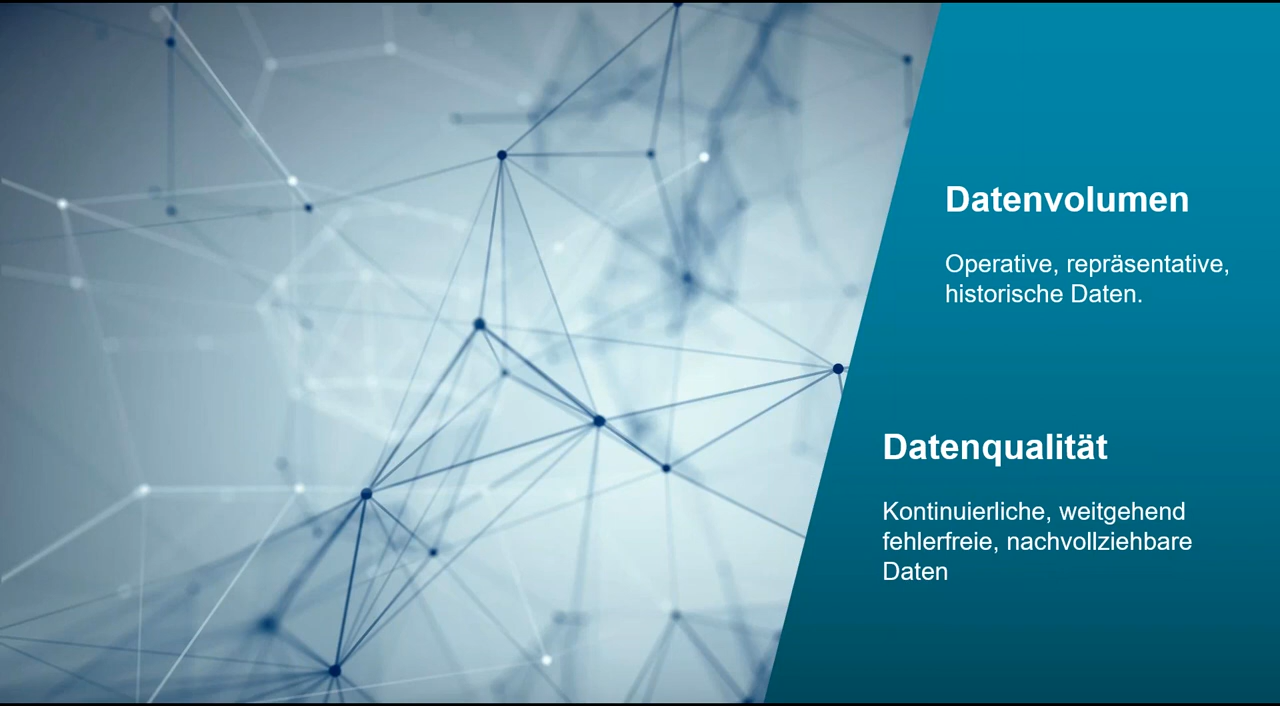 Datenvolumen
Operative, repräsentative,
historische Daten.
Datenqualität
Kontinuierliche, weitgehend
fehlerfreie, nachvollziehbare
Daten